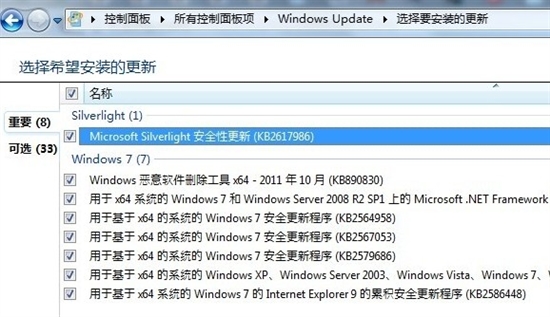 控制面板 ▸ 所有控制面板项 ▸ Windows Update ▸ 选择要安装的更新
选择希望安装的更新
名称
重要 (8)
可选 (33)
Silverlight (1)
Microsoft Silverlight 安全性更新 (KB2617986)
Windows 7 (7)
Windows 恶意软件删除工具 x64 - 2011 年 10 月 (KB890830)
用于 x64 系统的 Windows 7 和 Windows Server 2008 R2 SP1 上的 Microsoft .NET Framework
用于基于 x64 的系统的 Windows 7 安全更新程序 (KB2564958)
用于基于 x64 的系统的 Windows 7 安全更新程序 (KB2567053)
用于基于 x64 的系统的 Windows 7 安全更新程序 (KB2579686)
用于基于 x64 的系统的 Windows XP、Windows Server 2003、Windows Vista、Windows 7、
用于基于 x64 系统的 Windows 7 的 Internet Explorer 9 的累积安全更新程序 (KB2586448)